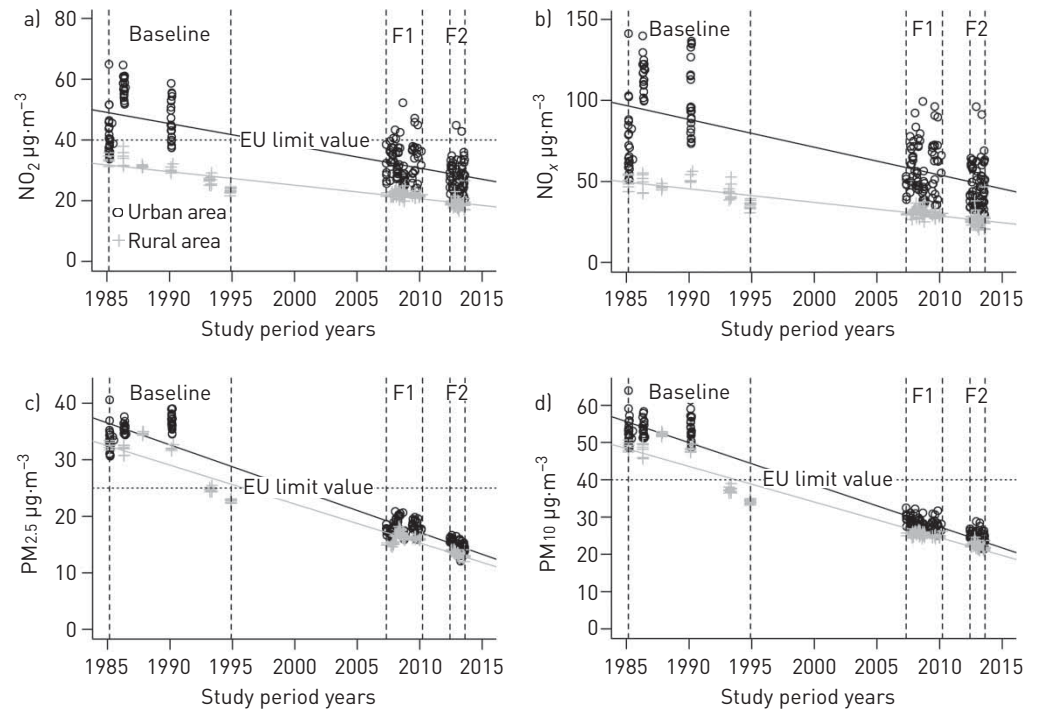 a)
80
60
40
20
0
NO2 µg·m–3
Baseline
F1
F2
EU limit value
Urban area
Rural area
1985 1990 1995 2000 2005 2010 2015
Study period years
b)
150
100
50
0
NOx µg·m–3
Baseline
F1
F2
1985 1990 1995 2000 2005 2010 2015
Study period years
c)
40
30
20
10
0
PM2.5 µg·m–3
Baseline
F1
F2
EU limit value
1985 1990 1995 2000 2005 2010 2015
Study period years
d)
60
50
40
30
20
10
0
PM10 µg·m–3
Baseline
F1
F2
EU limit value
1985 1990 1995 2000 2005 2010 2015
Study period years